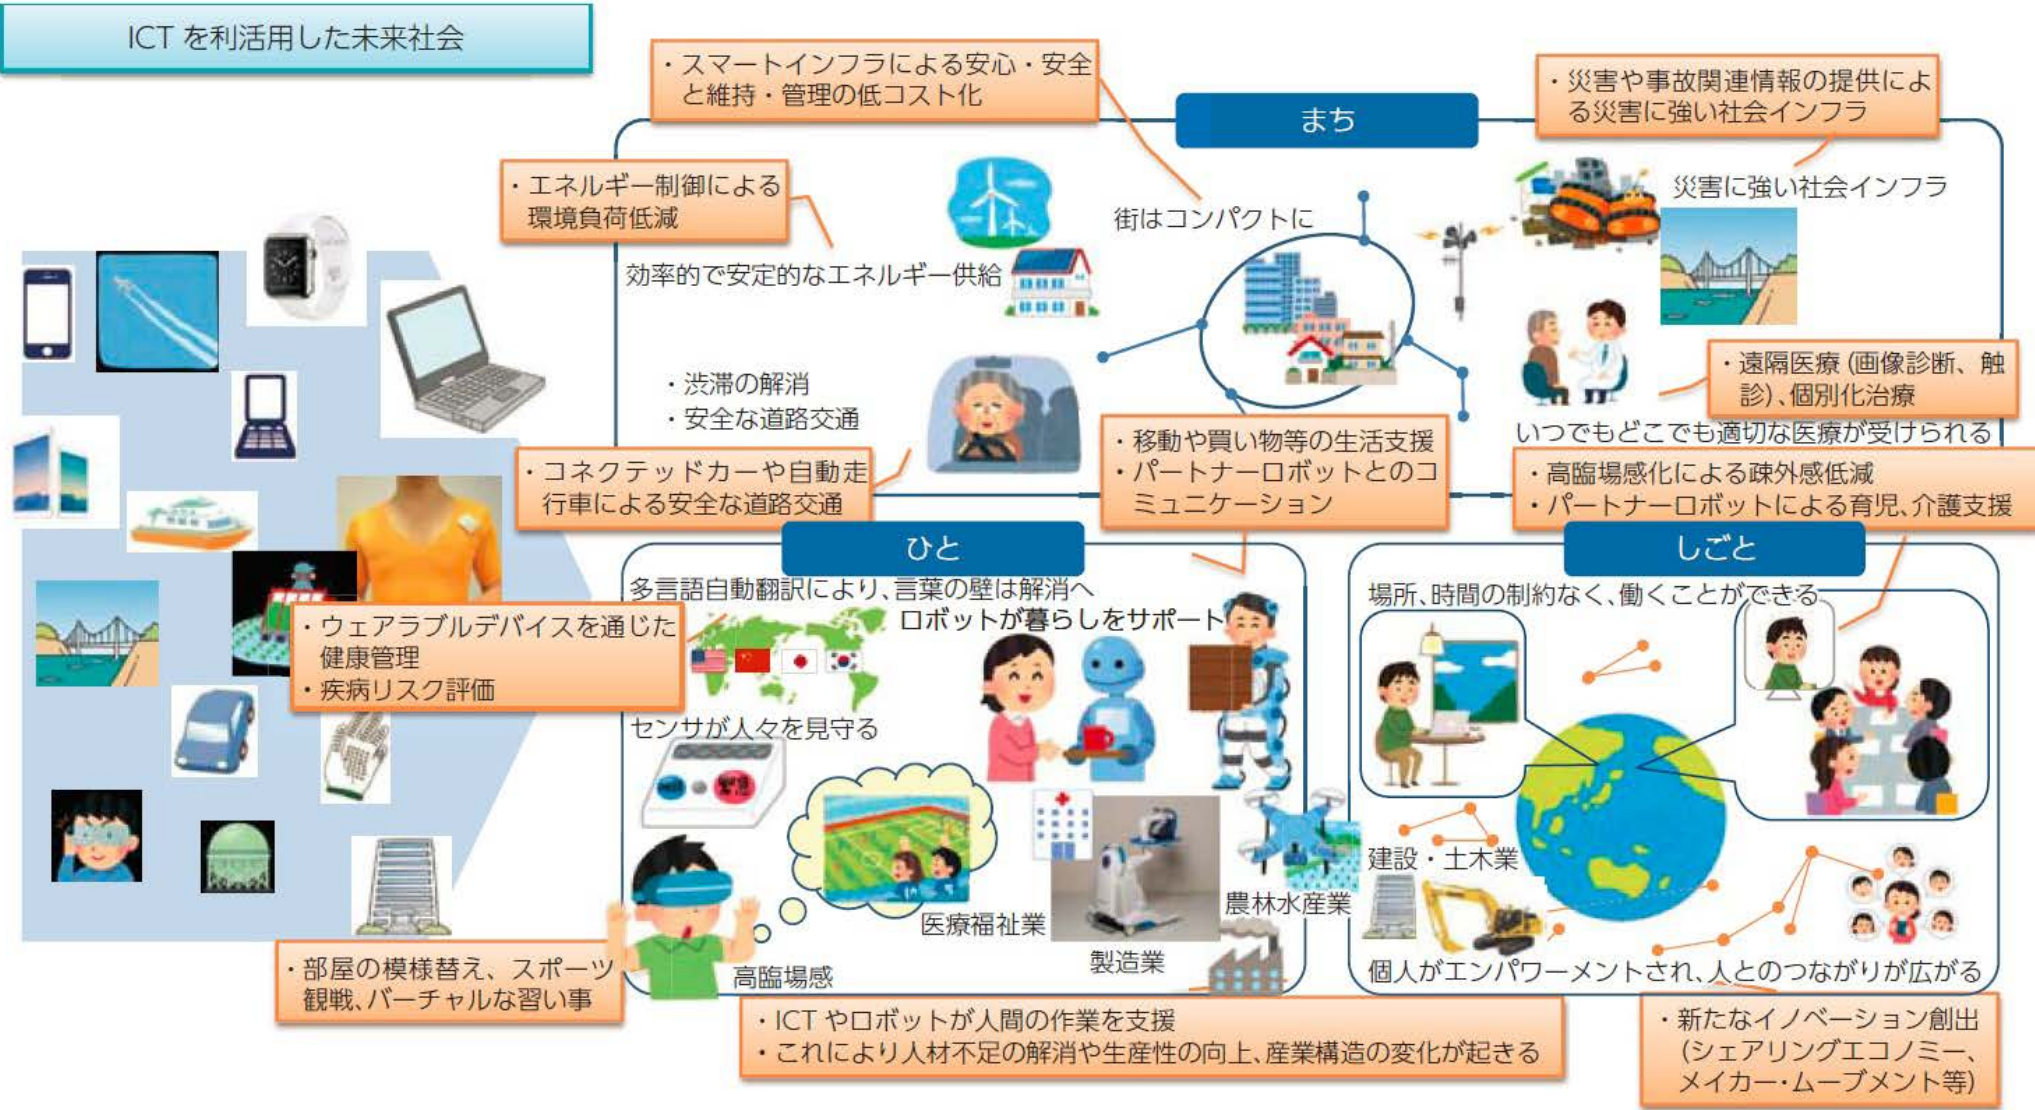 ICT を利活用した未来社会
・スマートインフラによる安心・安全
と維持・管理の低コスト化
まち
・災害や事故関連情報の提供によ
る災害に強い社会インフラ
・エネルギー制御による
環境負荷低減
災害に強い社会インフラ
街はコンパクトに
効率的で安定的なエネルギー供給
・渋滞の解消
・安全な道路交通
・遠隔医療(画像診断、触
診)、個別化治療
いつでもどこでも適切な医療が受けられる
・コネクテッドカーや自動走
行車による安全な道路交通
・移動や買い物等の生活支援
・パートナーロボットとのコ
ミュニケーション
・高臨場感化による疎外感低減
・パートナーロボットによる育児、介護支援
ひと
多言語自動翻訳により、言葉の壁は解消へ
ロボットが暮らしをサポート
・ウェアラブルデバイスを通じた
健康管理
・疾病リスク評価
センサが人々を見守る
緊急
高臨場感
医療福祉業
製造業
農林水産業
・部屋の模様替え、スポーツ
観戦、バーチャルな習い事
・ICT やロボットが人間の作業を支援
・これにより人材不足の解消や生産性の向上、産業構造の変化が起きる
しごと
場所、時間の制約なく、働くことができる
建設・土木業
個人がエンパワーメントされ、人とのつながりが広がる
・新たなイノベーション創出
(シェアリングエコノミー、
メイカー・ムーブメント等)